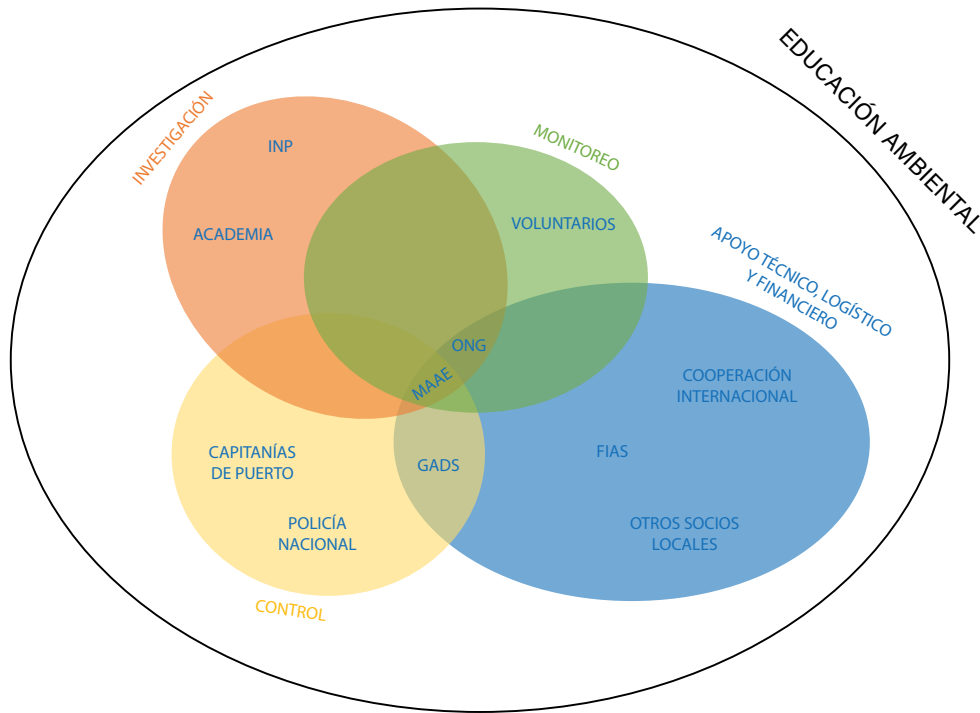 EDUCACIÓN AMBIENTAL
INVESTIGACIÓN
INP
ACADEMIA
MONITOREO
VOLUNTARIOS
APOYO TÉCNICO, LOGÍSTICO
Y FINANCIERO
ONG
MAAE
COOPERACIÓN
INTERNACIONAL
CAPITANÍAS
DE PUERTO
GADS
FIAS
POLICÍA
NACIONAL
OTROS SOCIOS
LOCALES
CONTROL